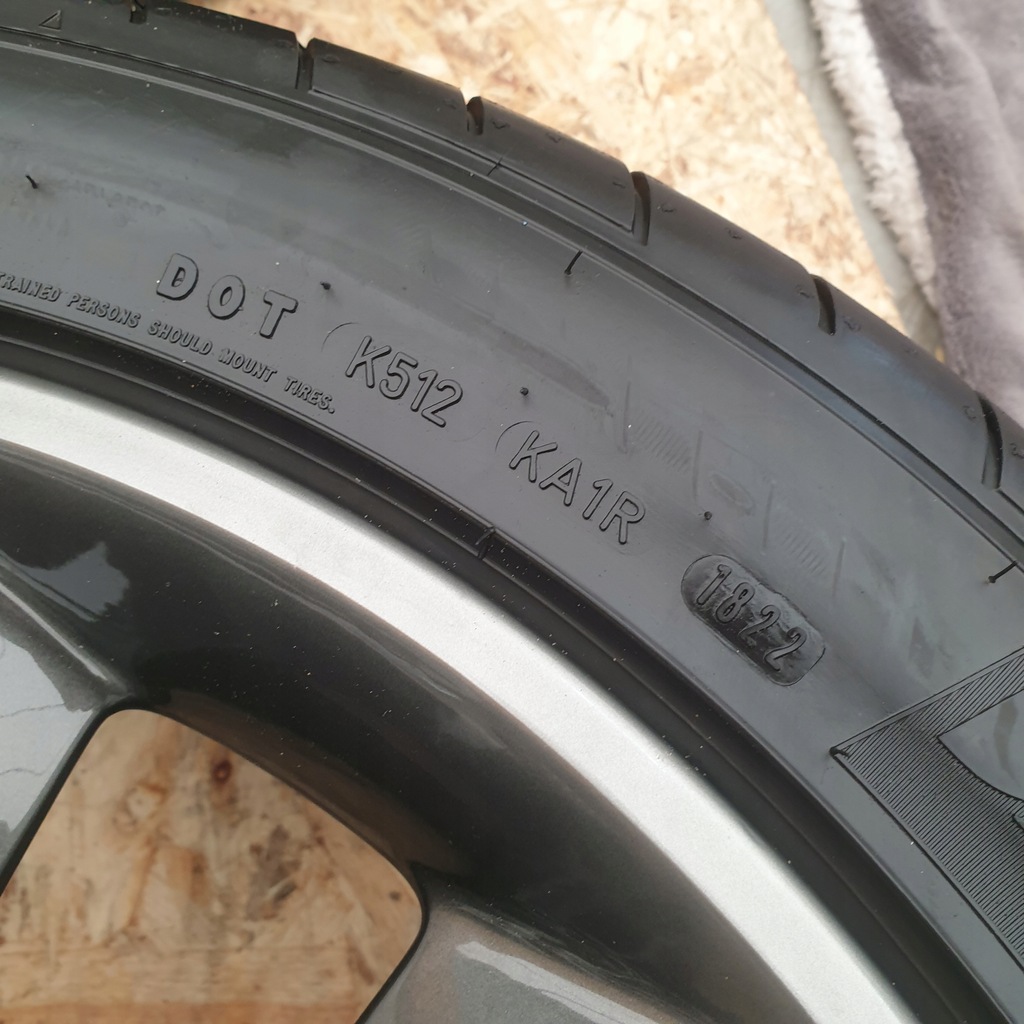 DOT K512 KA1R 1822
TRAINED PERSONS SHOULD MOUNT TIRES.